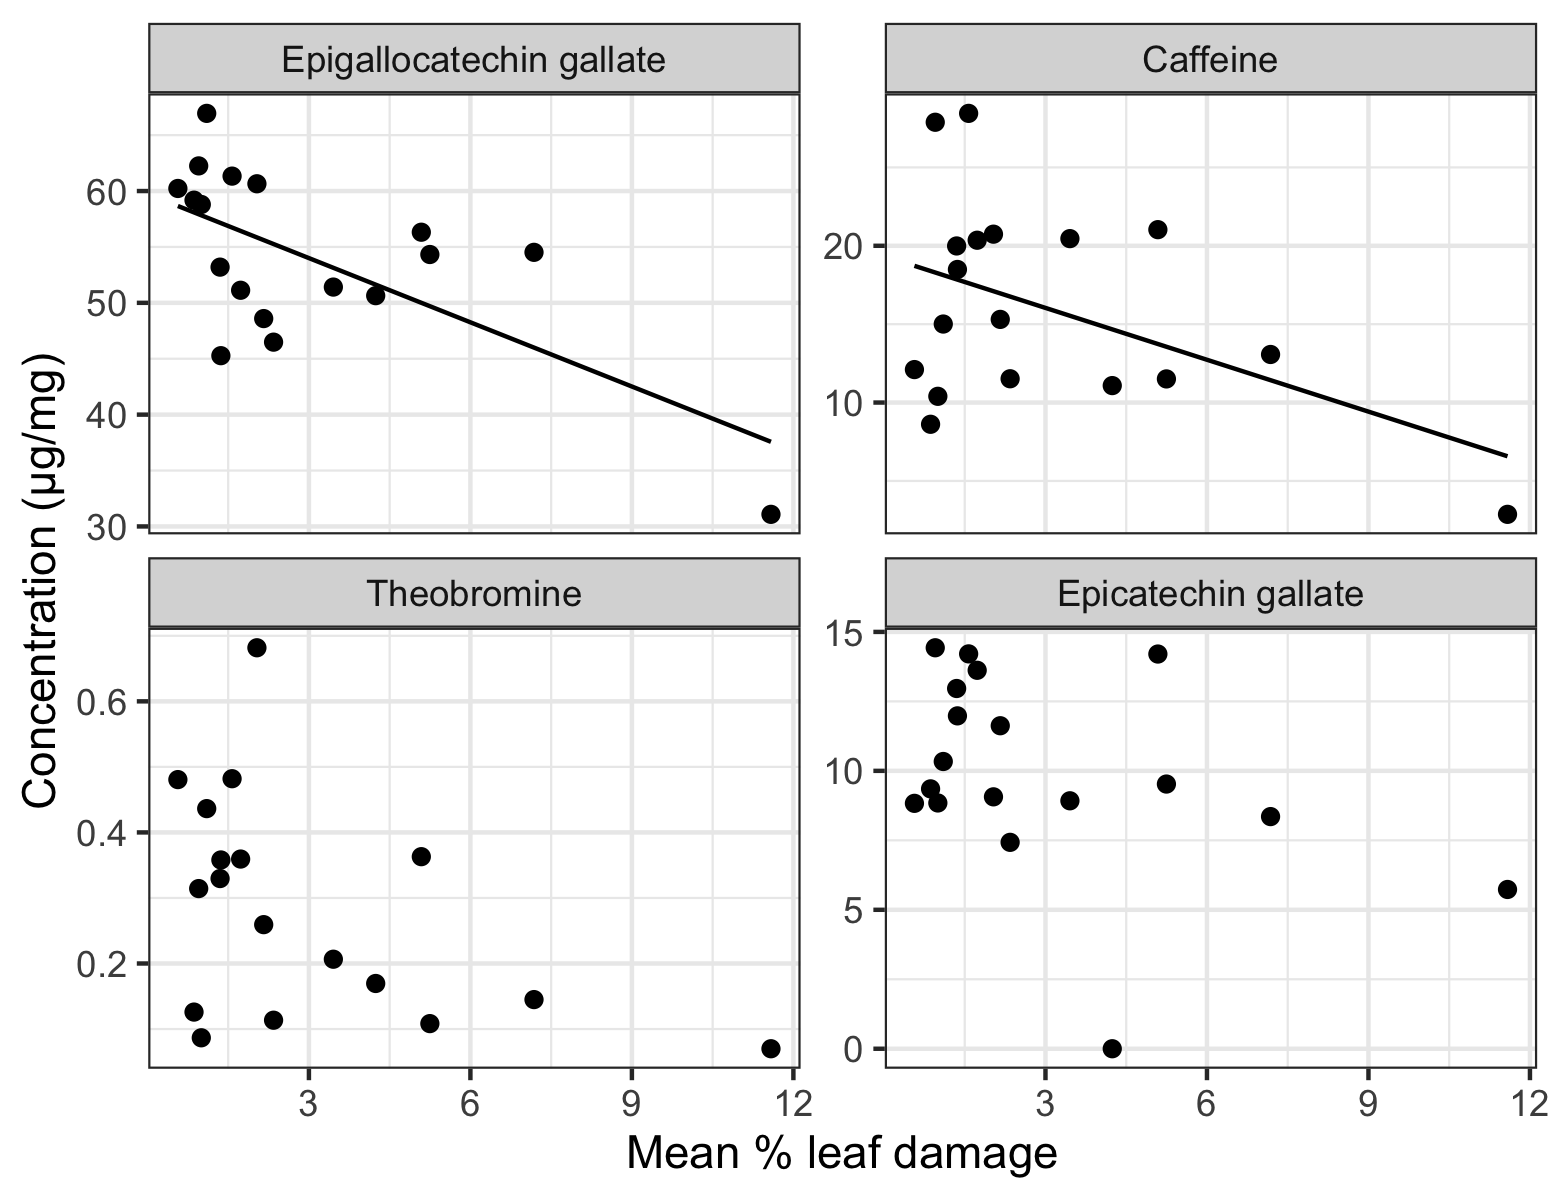 Epigallocatechin gallate
Caffeine
60
50
40
30
20
10
Concentration (µg/mg)
Theobromine
Epicatechin gallate
0.6
0.4
0.2
15
10
5
0
3 6 9 12
3 6 9 12
Mean % leaf damage